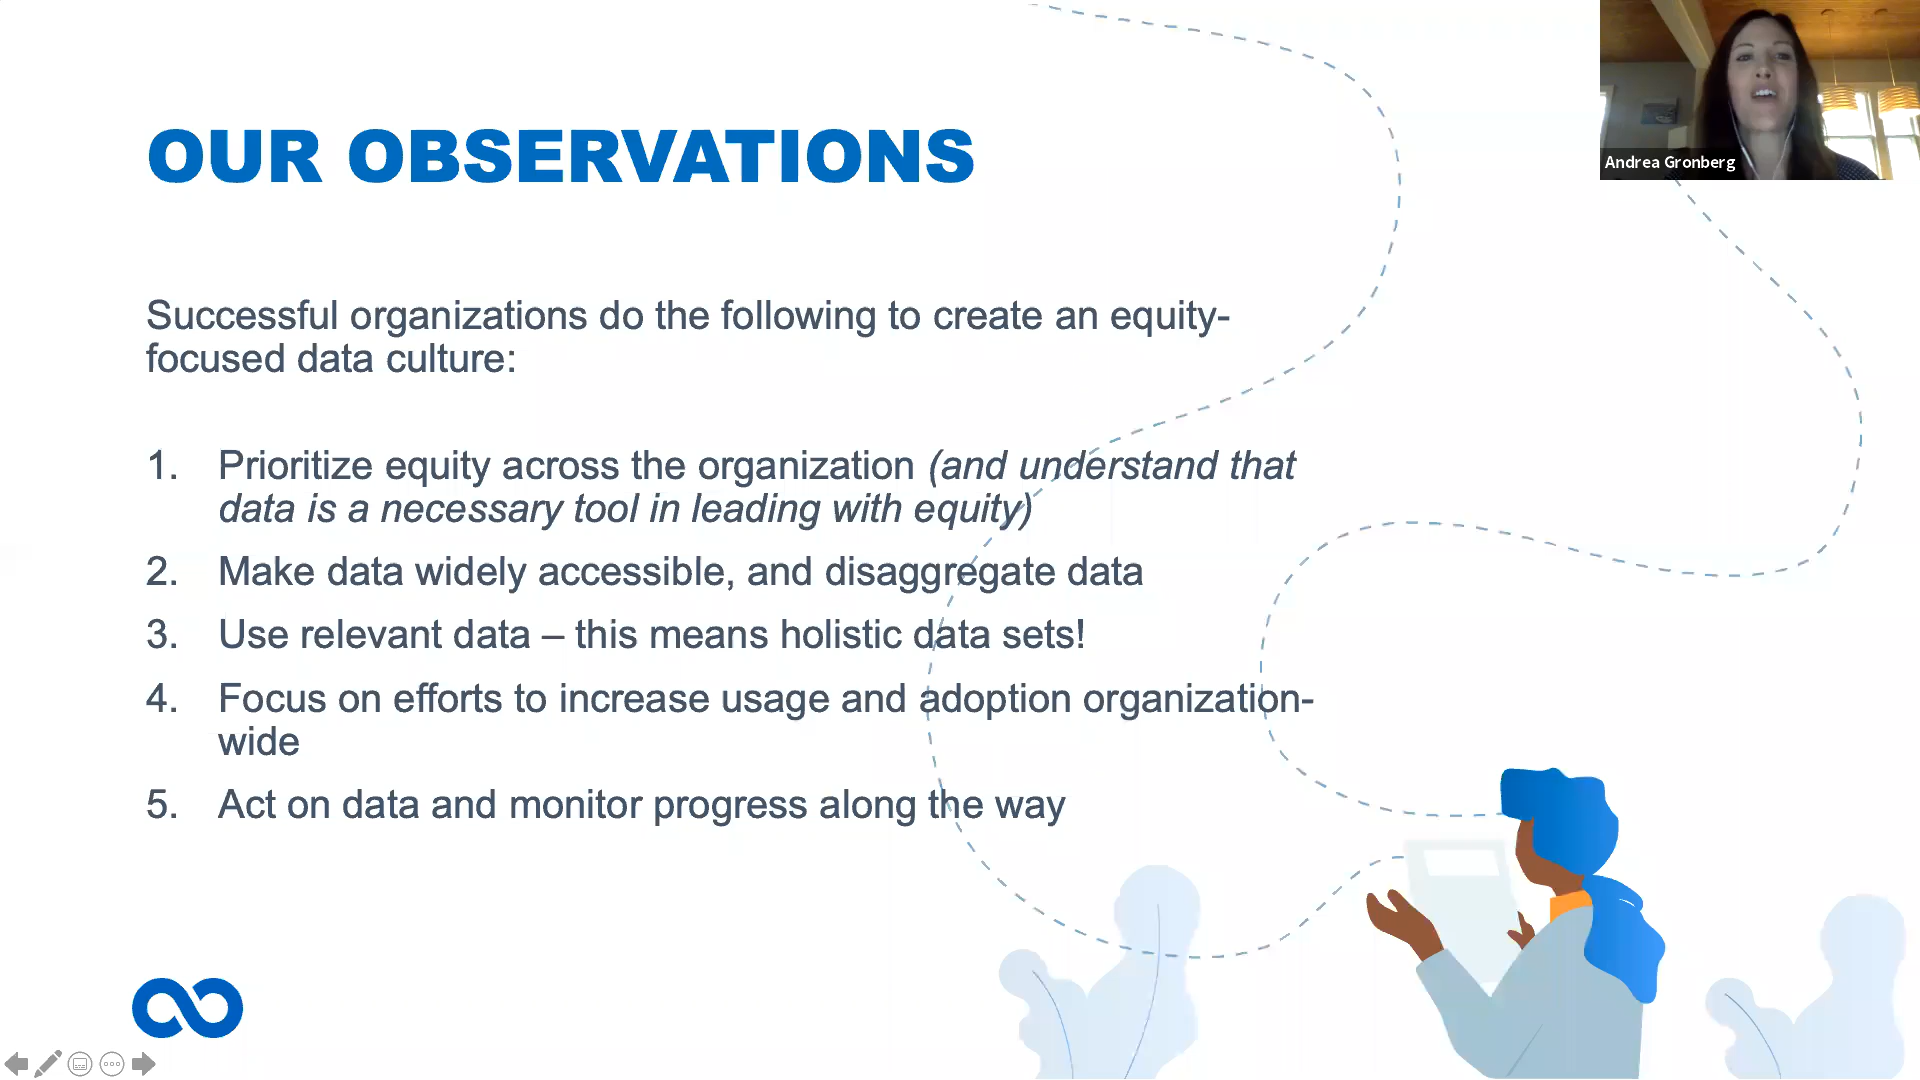 OUR OBSERVATIONS
Andrea Gronberg
Successful organizations do the following to create an equity-
focused data culture:
1. Prioritize equity across the organization (and understand that
data is a necessary tool in leading with equity)
2. Make data widely accessible, and disaggregate data
3. Use relevant data – this means holistic data sets!
4. Focus on efforts to increase usage and adoption organization-
wide
5. Act on data and monitor progress along the way